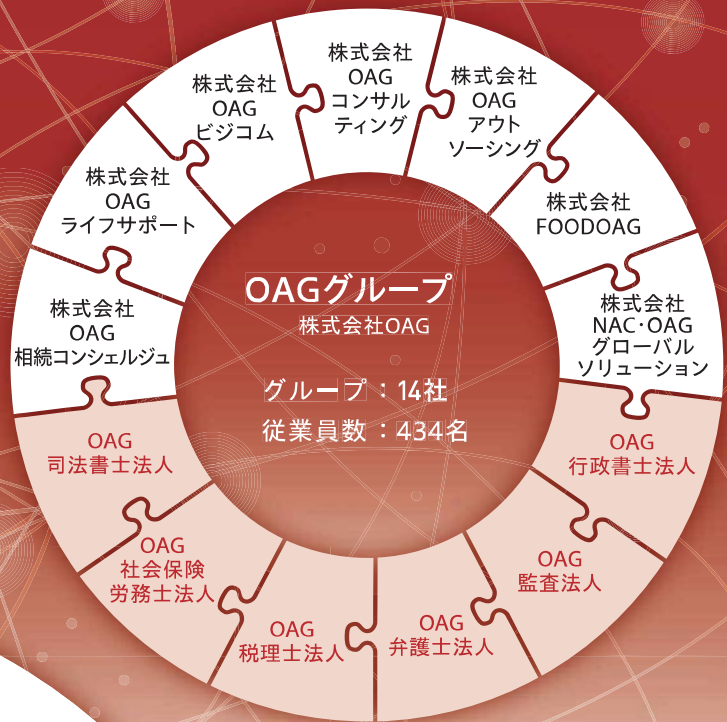 株式会社
OAG
コンサル
ティング
株式会社
OAG
アウト
ソーシング
株式会社
FOODOAG
株式会社
NAC・OAG
グローバル
ソリューション
OAG
行政書士法人
OAG
監査法人
OAG
弁護士法人
OAG
税理士法人
OAG
社会保険
労務士法人
OAG
司法書士法人
株式会社
OAG
相続コンシェルジュ
株式会社
OAG
ライフサポート
株式会社
OAG
ビジコム
OAGグループ
株式会社OAG
グループ：14社
従業員数：434名